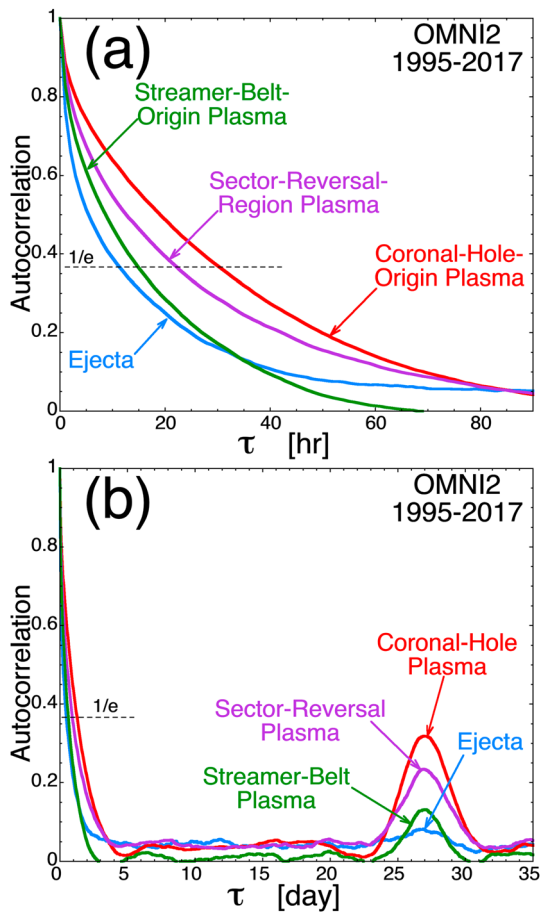 (a)
OMNI2
1995-2017
Streamer-Belt-
Origin Plasma
Sector-Reversal-
Region Plasma
Coronal-Hole-
Origin Plasma
Ejecta
1/e
Autocorrelation
1
0.8
0.6
0.4
0.2
0
0 20 40 60 80
τ [hr]
(b)
OMNI2
1995-2017
Coronal-Hole
Plasma
Sector-Reversal
Plasma
Ejecta
Streamer-Belt
Plasma
1/e
Autocorrelation
1
0.8
0.6
0.4
0.2
0
0 5 10 15 20 25 30 35
τ [day]